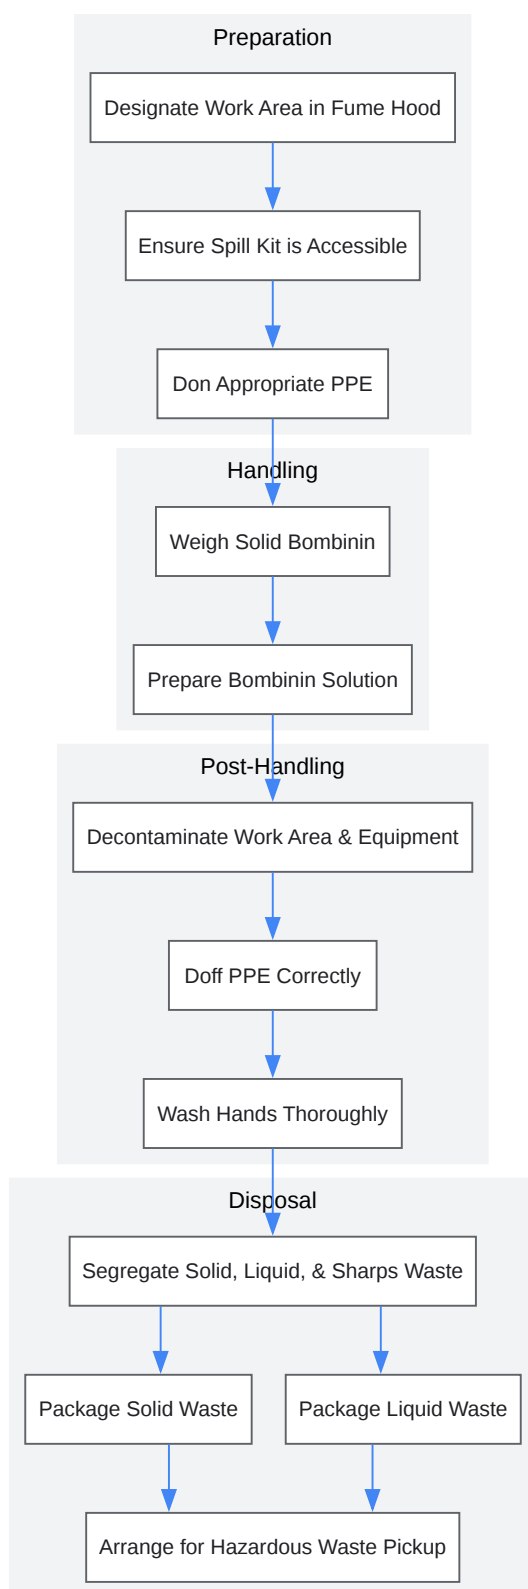 Preparation
Designate Work Area in Fume Hood
Ensure Spill Kit is Accessible
Don Appropriate PPE
Handling
Weigh Solid Bombinin
Prepare Bombinin Solution
Post-Handling
Decontaminate Work Area & Equipment
Doff PPE Correctly
Wash Hands Thoroughly
Disposal
Segregate Solid, Liquid, & Sharps Waste
Package Solid Waste
Package Liquid Waste
Arrange for Hazardous Waste Pickup